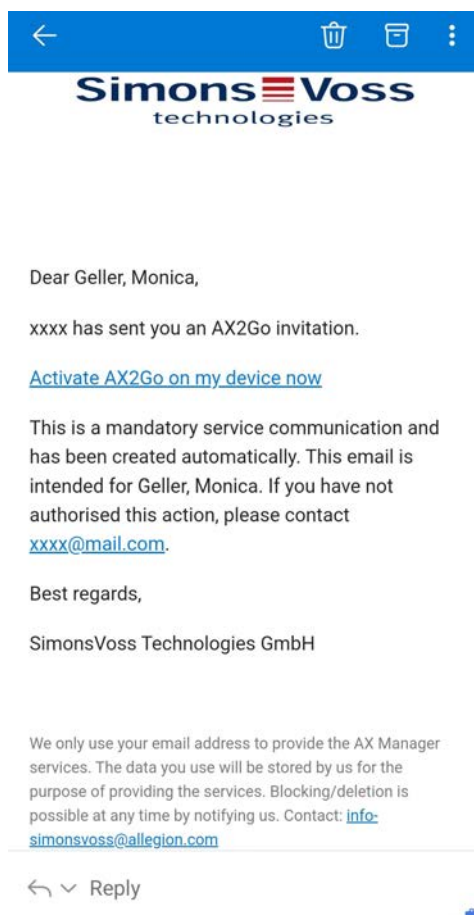 Simons Voss
technologies
Dear Geller, Monica,
xxxx has sent you an AX2Go invitation.
Activate AX2Go on my device now
This is a mandatory service communication and
has been created automatically. This email is
intended for Geller, Monica. If you have not
authorised this action, please contact
xxxx@mail.com.
Best regards,
SimonsVoss Technologies GmbH
We only use your email address to provide the AX Manager
services. The data you use will be stored by us for the
purpose of providing the services. Blocking/deletion is
possible at any time by notifying us. Contact: info-
simonsvoss@allegion.com
Reply